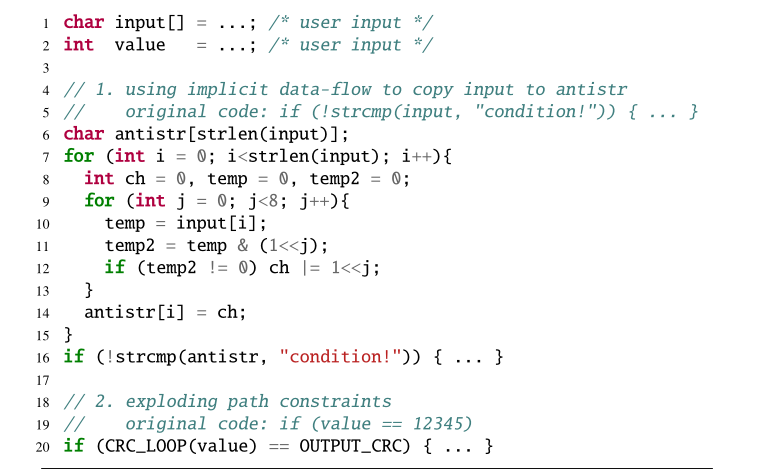 1 char input[] = ...; /* user input */
2 int  value   = ...; /* user input */
3
4 // 1. using implicit data-flow to copy input to antistr
5 //    original code: if (!strcmp(input, "condition!")) { ... }
6 char antistr[strlen(input)];
7 for (int i = 0; i<strlen(input); i++){
8   int ch = 0, temp = 0, temp2 = 0;
9   for (int j = 0; j<8; j++){
10     temp = input[i];
11     temp2 = temp & (1<<j);
12     if (temp2 != 0) ch |= 1<<j;
13   }
14   antistr[i] = ch;
15 }
16 if (!strcmp(antistr, "condition!")) { ... }
17
18 // 2. exploding path constraints
19 //    original code: if (value == 12345)
20 if (CRC_LOOP(value) == OUTPUT_CRC) { ... }